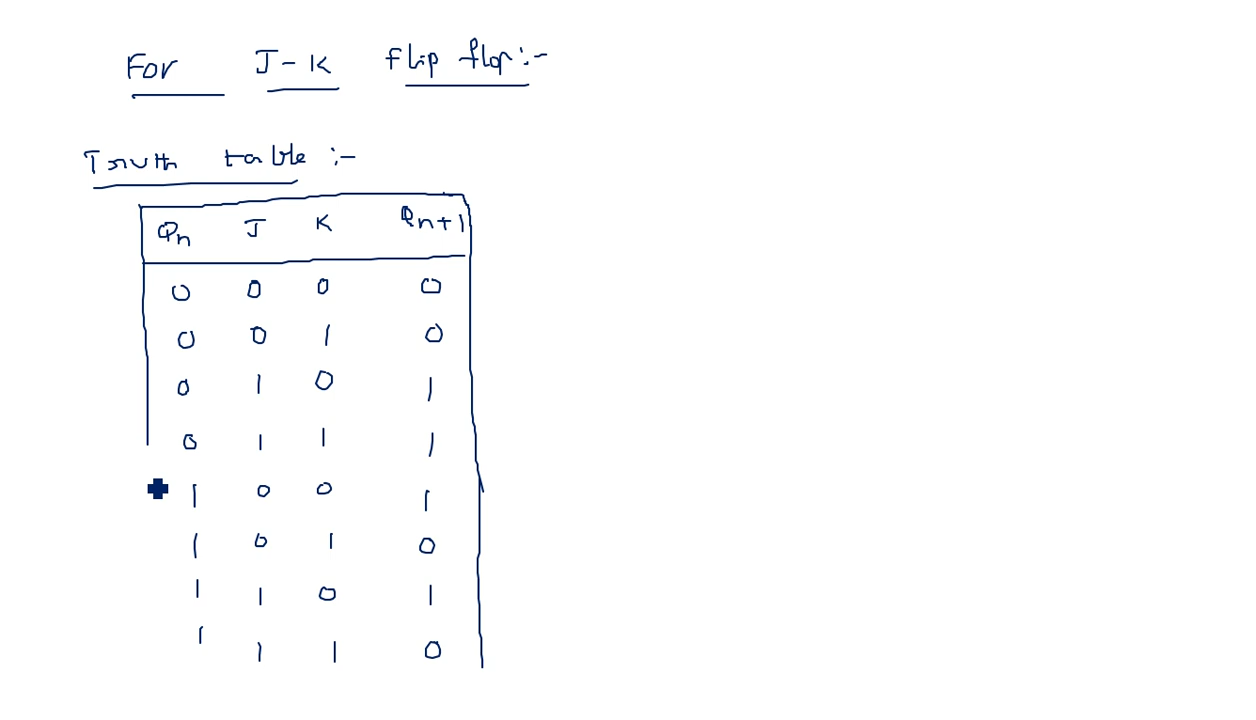 For J-K flip flop:-
Truth table :-
Qn J K Qn+1
0 0 0 0
0 0 1 0
0 1 0 1
0 1 1 1
1 0 0 1
1 0 1 0
1 1 0 1
1 1 1 0